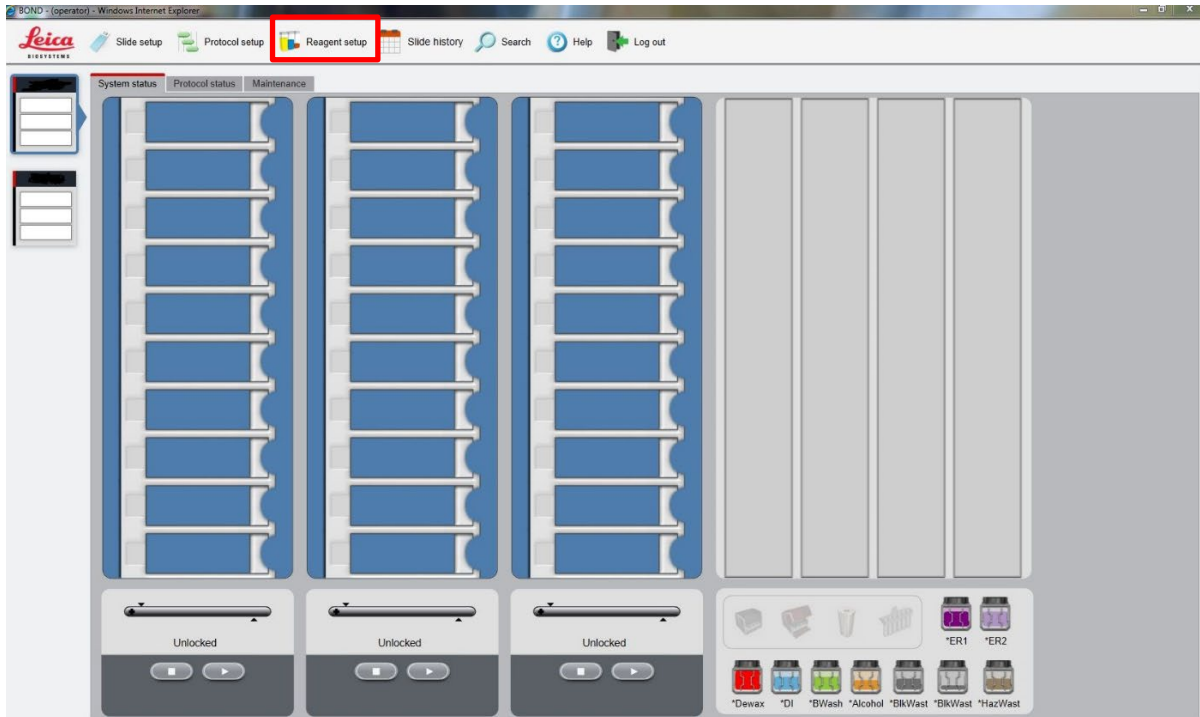 BOND - (operator) - Windows Internet Explorer
Leica
BIOSYSTEMS
Slide setup
Protocol setup
Reagent setup
Slide history
Search
Help
Log out
System status
Protocol status
Maintenance
Unlocked
Unlocked
Unlocked
*ER1
*ER2
*Dewax
*DI
*BWash
*Alcohol
*BlkWast
*BlkWast
*HazWast